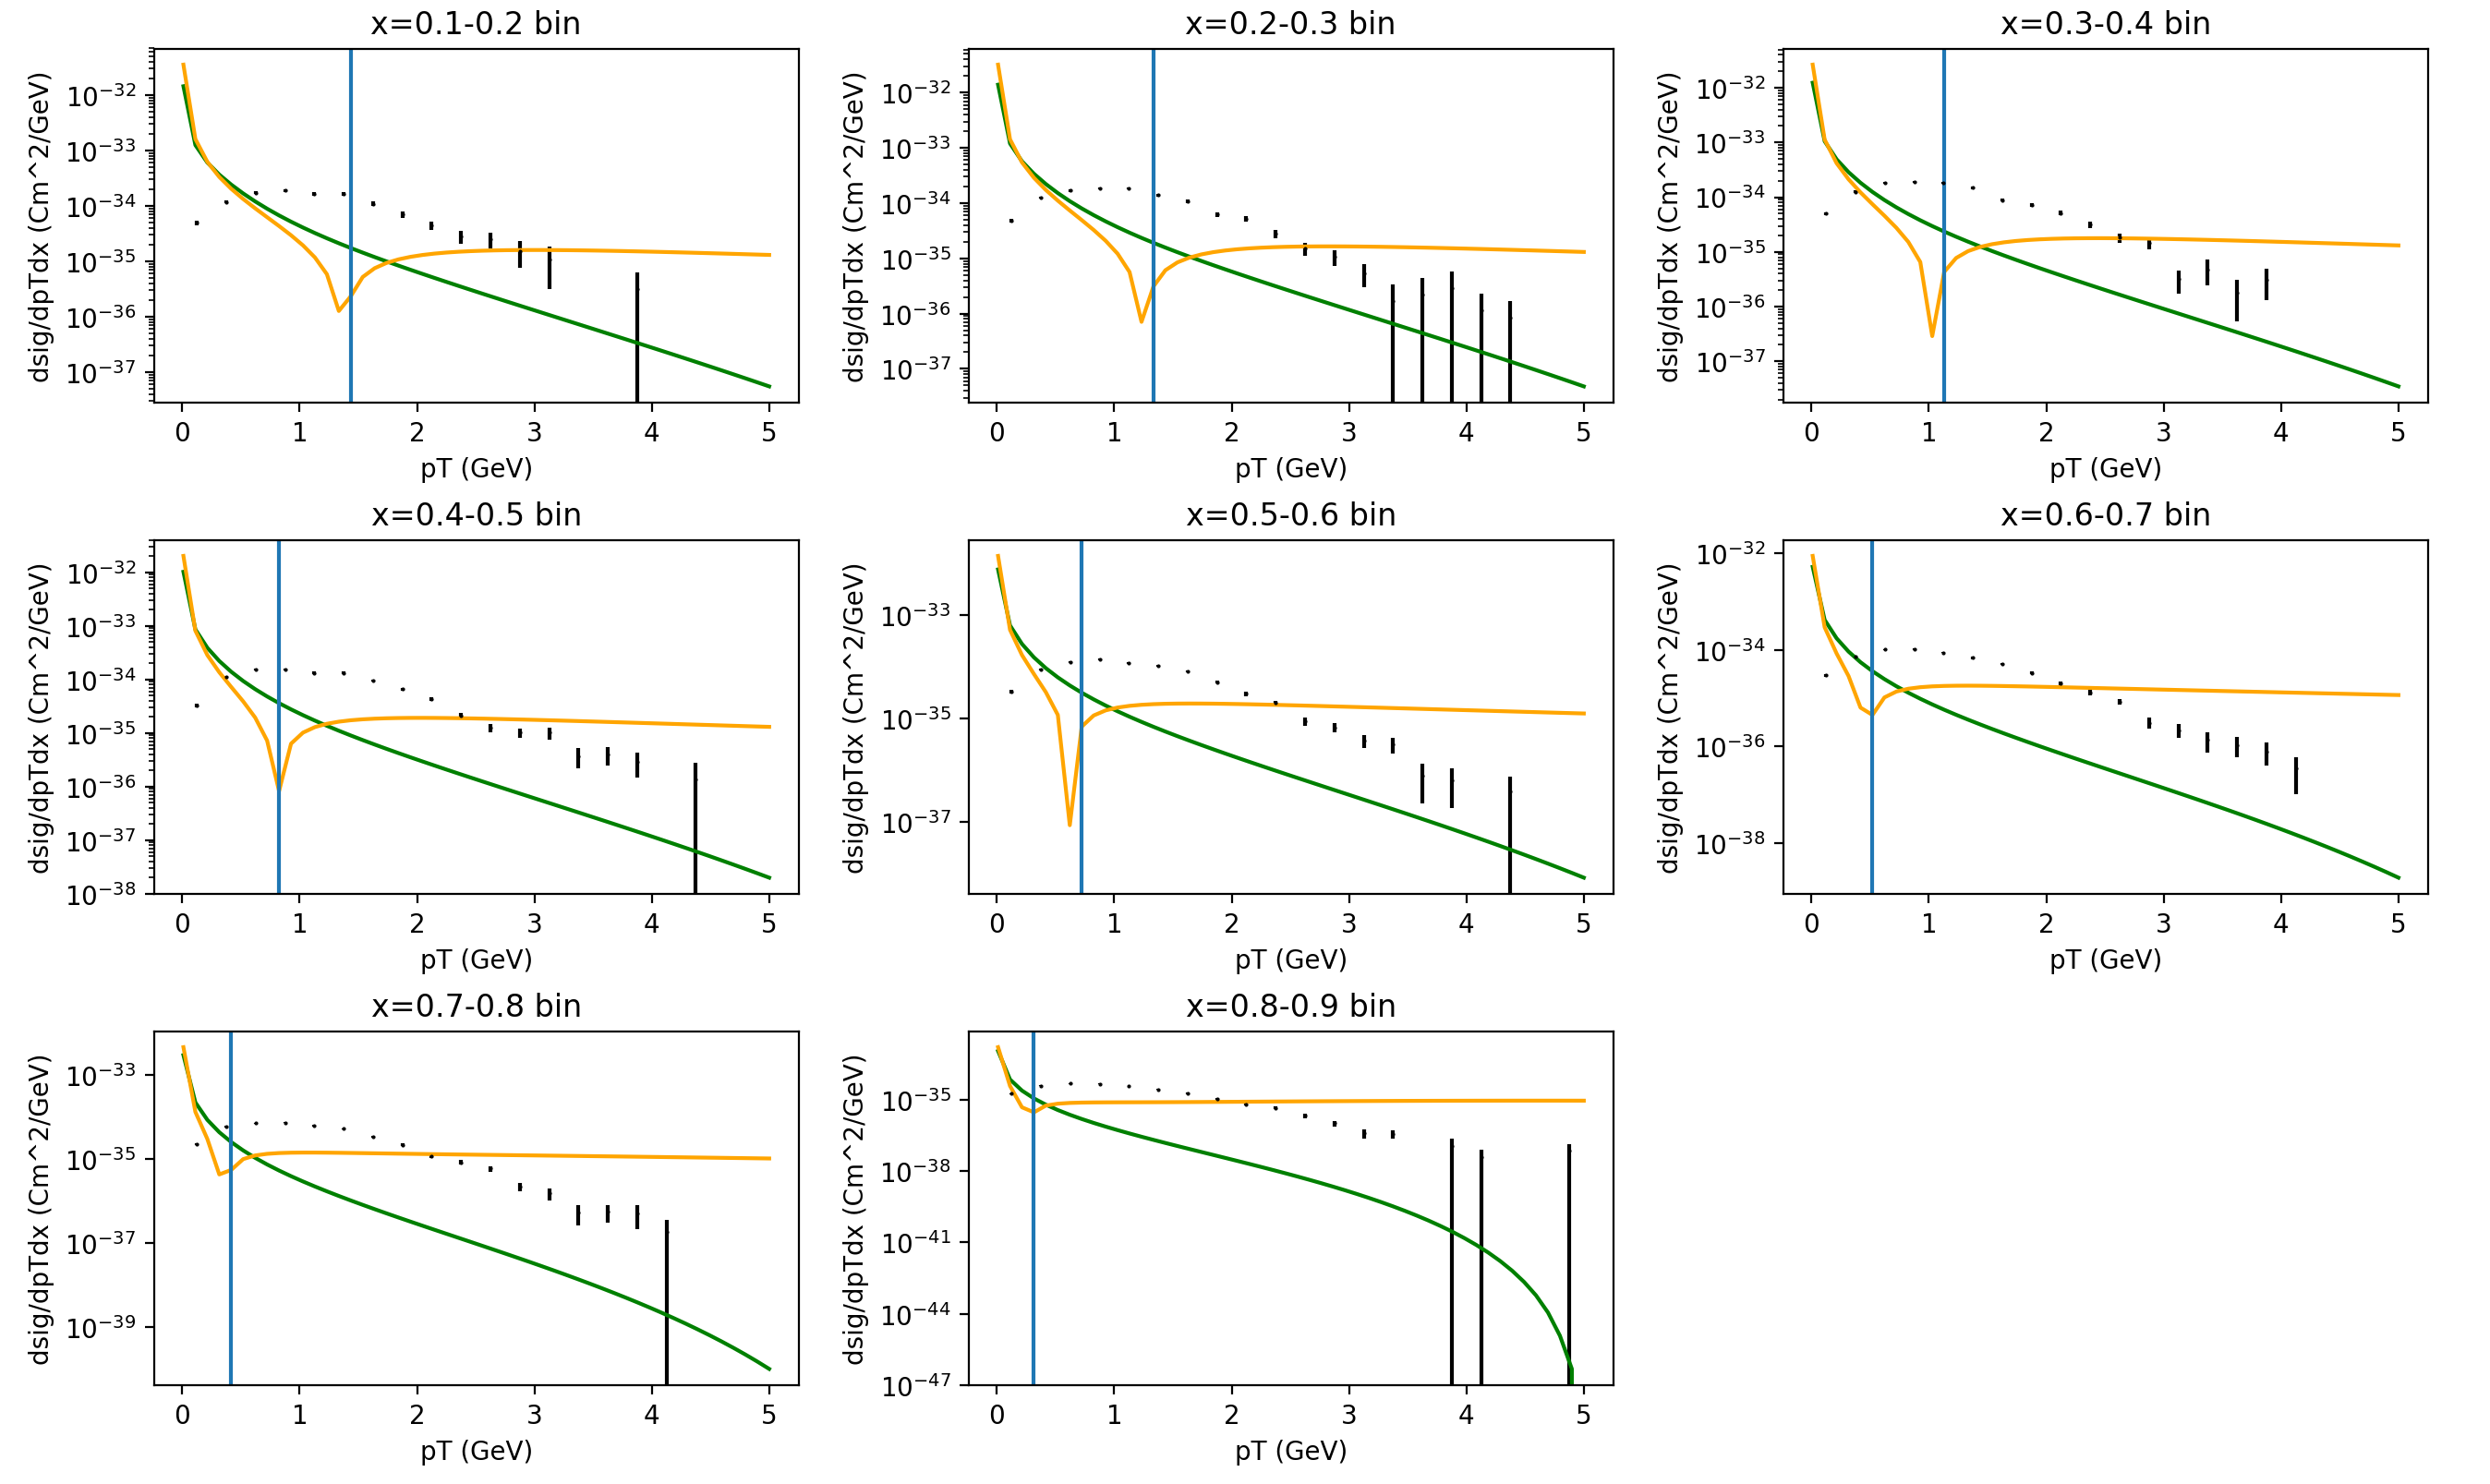 x=0.1-0.2 bin
dsig/dpTdx (Cm^2/GeV)
10⁻³²
10⁻³³
10⁻³⁴
10⁻³⁵
10⁻³⁶
10⁻³⁷
0 1 2 3 4 5
pT (GeV)
x=0.2-0.3 bin
dsig/dpTdx (Cm^2/GeV)
10⁻³²
10⁻³³
10⁻³⁴
10⁻³⁵
10⁻³⁶
10⁻³⁷
0 1 2 3 4 5
pT (GeV)
x=0.3-0.4 bin
dsig/dpTdx (Cm^2/GeV)
10⁻³²
10⁻³³
10⁻³⁴
10⁻³⁵
10⁻³⁶
10⁻³⁷
0 1 2 3 4 5
pT (GeV)
x=0.4-0.5 bin
dsig/dpTdx (Cm^2/GeV)
10⁻³²
10⁻³³
10⁻³⁴
10⁻³⁵
10⁻³⁶
10⁻³⁷
10⁻³⁸
0 1 2 3 4 5
pT (GeV)
x=0.5-0.6 bin
dsig/dpTdx (Cm^2/GeV)
10⁻³³
10⁻³⁵
10⁻³⁷
0 1 2 3 4 5
pT (GeV)
x=0.6-0.7 bin
dsig/dpTdx (Cm^2/GeV)
10⁻³²
10⁻³⁴
10⁻³⁶
10⁻³⁸
0 1 2 3 4 5
pT (GeV)
x=0.7-0.8 bin
dsig/dpTdx (Cm^2/GeV)
10⁻³³
10⁻³⁵
10⁻³⁷
10⁻³⁹
0 1 2 3 4 5
pT (GeV)
x=0.8-0.9 bin
dsig/dpTdx (Cm^2/GeV)
10⁻³⁵
10⁻³⁸
10⁻⁴¹
10⁻⁴⁴
10⁻⁴⁷
0 1 2 3 4 5
pT (GeV)